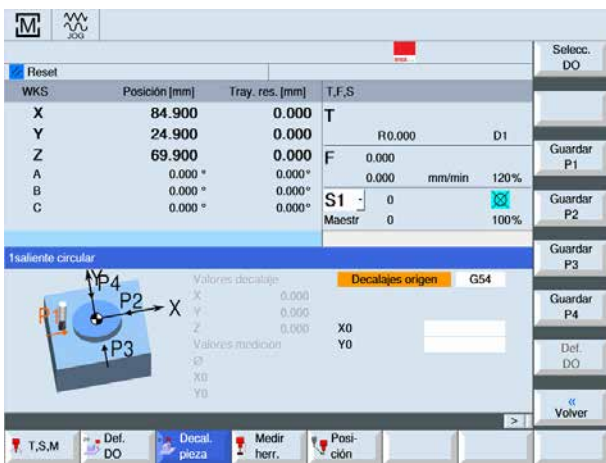 M
JOG
Selecc.
DO
Reset
WKS Posición [mm] Tray. res. [mm] T,F,S
X 84.900 0.000 T
Y 24.900 0.000 R0.000 D1
Z 69.900 0.000 F 0.000
A 0.000 ° 0.000° 0.000 mm/min 120%
B 0.000 ° 0.000° S1 0
C 0.000 ° 0.000° Maestr 0 100%
Guardar
P1
Guardar
P2
Guardar
P3
Guardar
P4
Def.
DO
«
Volver
1saliente circular
Y P4
P2 X
P1
P3
Valores decalaje Decalajes origen G54
X 0.000
Y 0.000
Z 0.000 X0
Valores medición Y0
Ø
X0
Y0
>
T,S,M
Def.
DO
Decal.
pieza
Medir
herr.
Posi-
ción